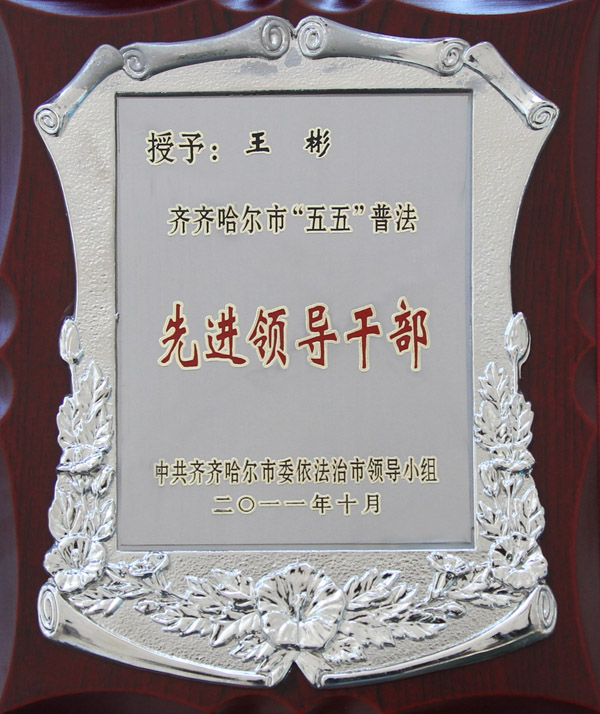 授予：王 彬
齐齐哈尔市“五五”普法
先进领导干部
中共齐齐哈尔市委依法治市领导小组
二〇一一年十月